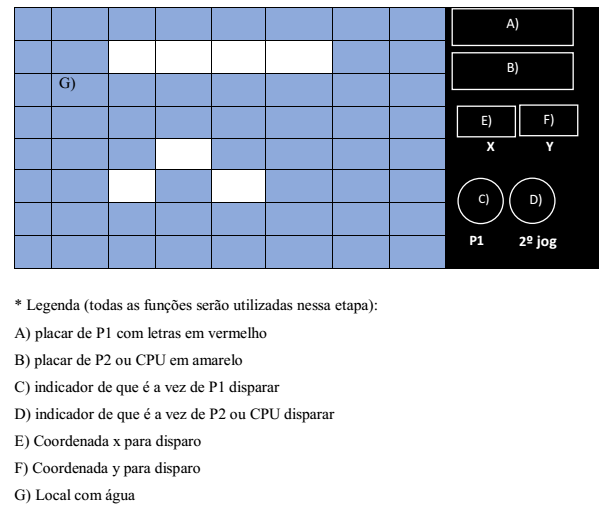 A)
B)
G)
E) F)
X Y
C) D)
P1 2º jog
* Legenda (todas as funções serão utilizadas nessa etapa):
A) placar de P1 com letras em vermelho
B) placar de P2 ou CPU em amarelo
C) indicador de que é a vez de P1 disparar
D) indicador de que é a vez de P2 ou CPU disparar
E) Coordenada x para disparo
F) Coordenada y para disparo
G) Local com água